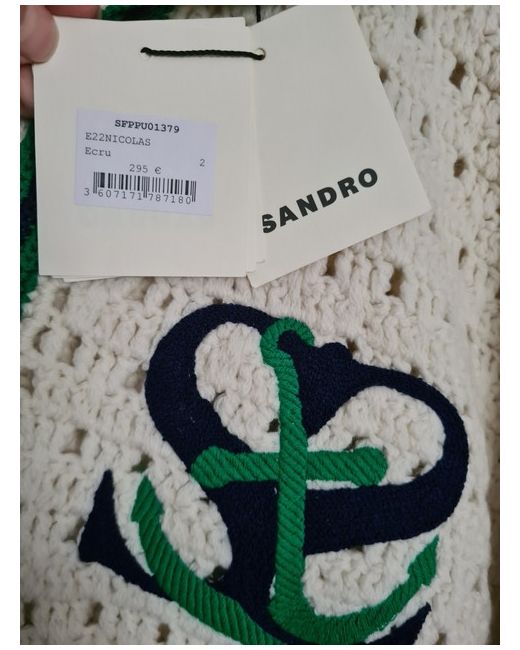 SFPPU01379
E22NICOLAS
Ecru 2
295 €
3 607171 787180
SANDRO